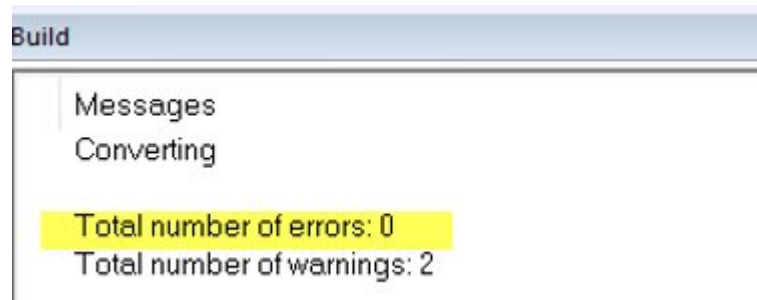 Build
Messages
Converting
Total number of errors: 0
Total number of warnings: 2